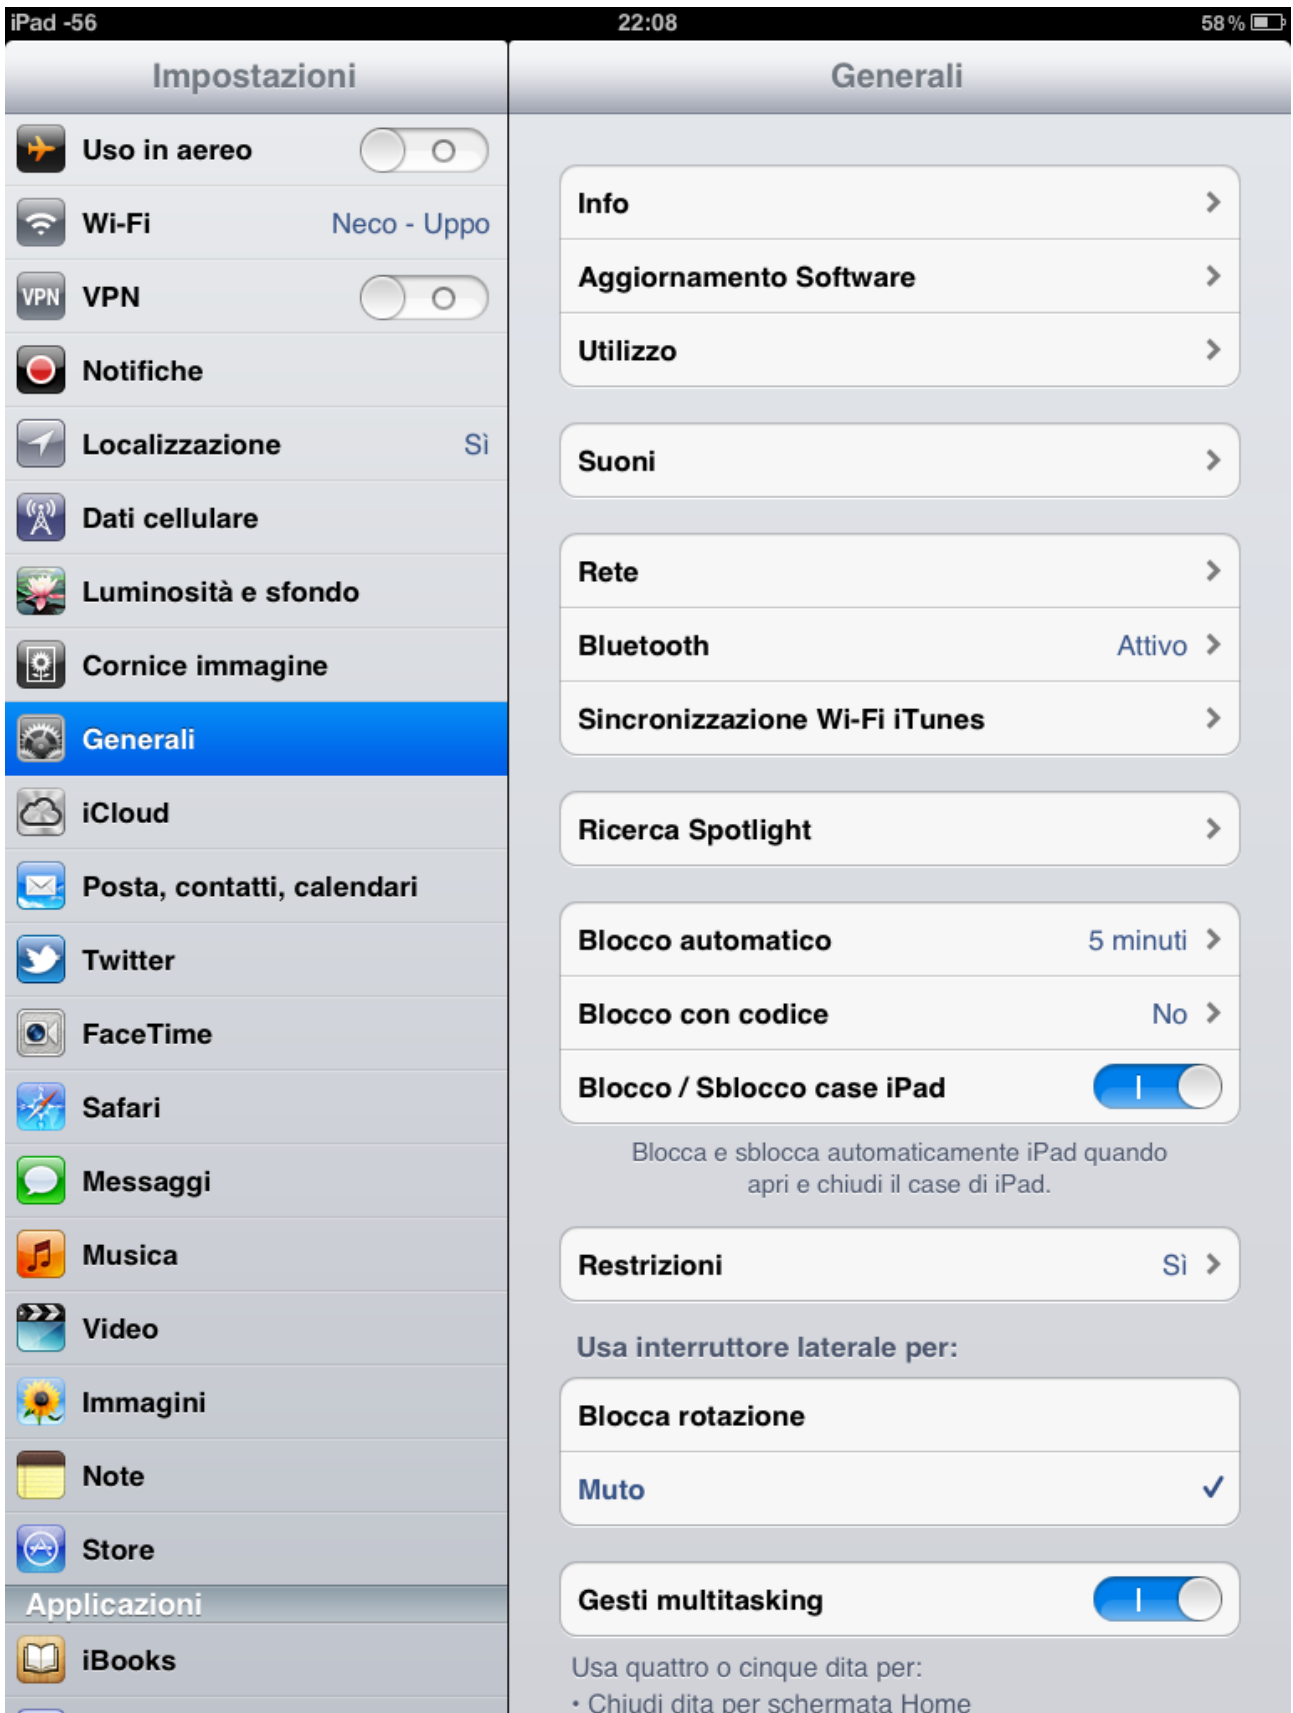 iPad -56
22:08
58%
Impostazioni
Uso in aereo
Wi-Fi Neco - Uppo
VPN VPN
Notifiche
Localizzazione Sì
Dati cellulare
Luminosità e sfondo
Cornice immagine
Generali
iCloud
Posta, contatti, calendari
Twitter
FaceTime
Safari
Messaggi
Musica
Video
Immagini
Note
Store
Applicazioni
iBooks
Generali
Info
Aggiornamento Software
Utilizzo
Suoni
Rete
Bluetooth Attivo
Sincronizzazione Wi-Fi iTunes
Ricerca Spotlight
Blocco automatico 5 minuti
Blocco con codice No
Blocco / Sblocco case iPad
Blocca e sblocca automaticamente iPad quando
apri e chiudi il case di iPad.
Restrizioni Sì
Usa interruttore laterale per:
Blocca rotazione
Muto
Gesti multitasking
Usa quattro o cinque dita per:
• Chiudi dita per schermata Home